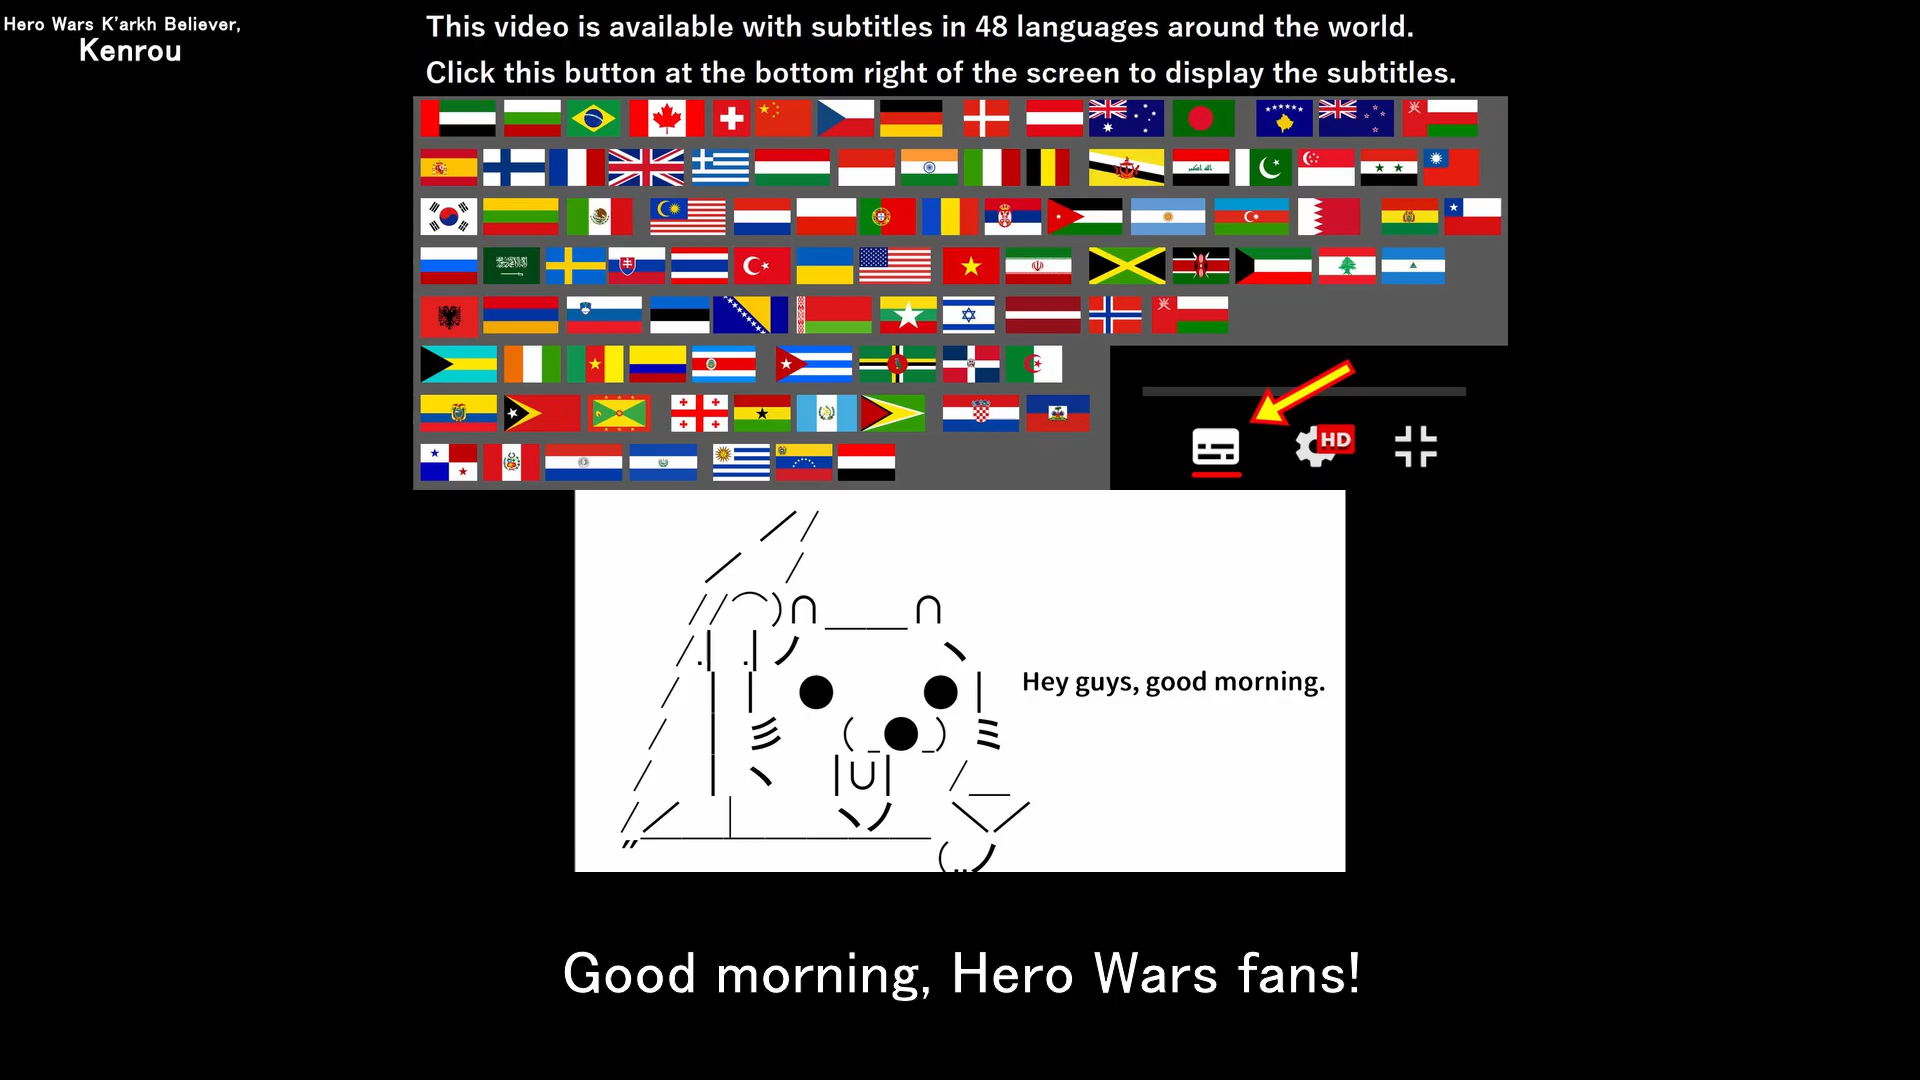 Hero Wars K'arkh Believer,
Kenrou
This video is available with subtitles in 48 languages around the world.
Click this button at the bottom right of the screen to display the subtitles.
HD
Hey guys, good morning.
Good morning, Hero Wars fans!